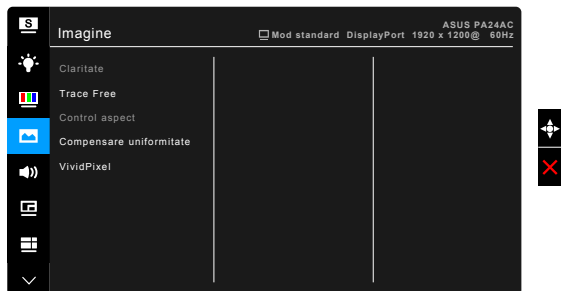 S
ASUS PA24AC
Imagine
Mod standard DisplayPort 1920 x 1200@ 60Hz
Claritate
Trace Free
Control aspect
Compensare uniformitate
VividPixel